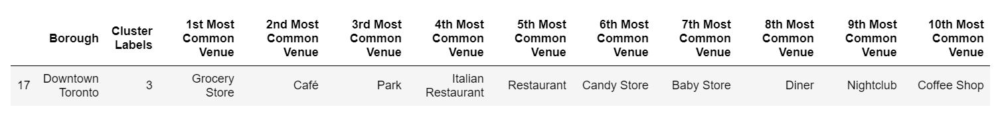 Borough Cluster Labels 1st Most Common Venue 2nd Most Common Venue 3rd Most Common Venue 4th Most Common Venue 5th Most Common Venue 6th Most Common Venue 7th Most Common Venue 8th Most Common Venue 9th Most Common Venue 10th Most Common Venue
17 Downtown Toronto 3 Grocery Store Café Park Italian Restaurant Restaurant Candy Store Baby Store Diner Nightclub Coffee Shop